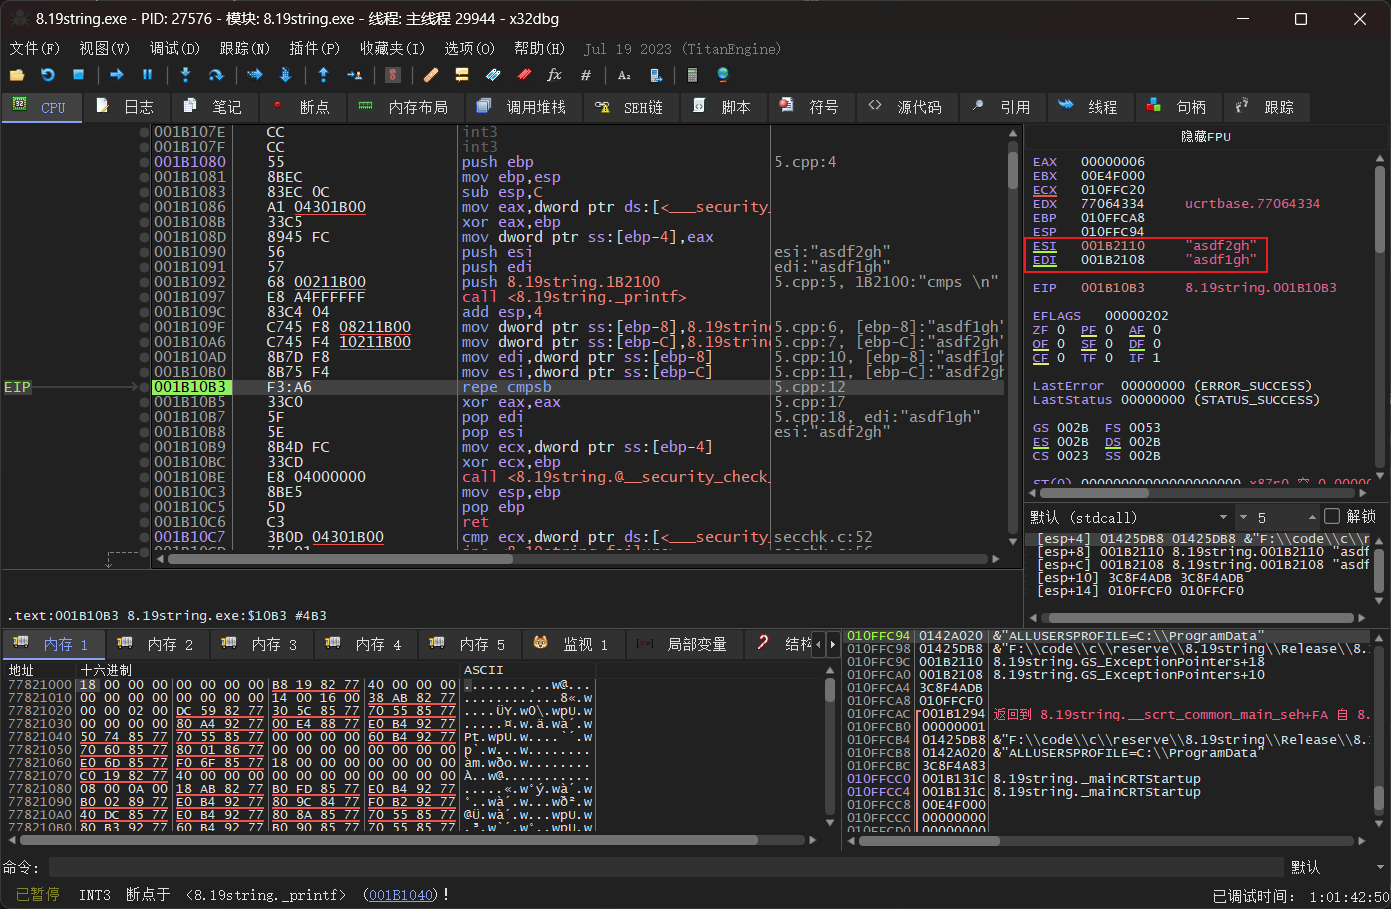 8.19string.exe - PID: 27576 - 模块: 8.19string.exe - 线程: 主线程 29944 - x32dbg
文件(F) 视图(V) 调试(D) 跟踪(N) 插件(P) 收藏夹(I) 选项(O) 帮助(H) Jul 19 2023 (TitanEngine)
CPU 日志 笔记 断点 内存布局 调用堆栈 SEH链 脚本 符号 源代码 引用 线程 句柄 跟踪
001B107E CC int3
001B107F CC int3
001B1080 55 push ebp 5.cpp:4
001B1081 8BEC mov ebp,esp
001B1083 83EC 0C sub esp,C
001B1086 A1 04301B00 mov eax,dword ptr ds:[<___security_
001B108B 33C5 xor eax,ebp
001B108D 8945 FC mov dword ptr ss:[ebp-4],eax
001B1090 56 push esi esi:"asdf2gh"
001B1091 57 push edi edi:"asdf1gh"
001B1092 68 00211B00 push 8.19string.1B2100 5.cpp:5, 1B2100:"cmps \n"
001B1097 E8 A4FFFFFF call <8.19string._printf>
001B109C 83C4 04 add esp,4
001B109F C745 F8 08211B00 mov dword ptr ss:[ebp-8],8.19string 5.cpp:6, [ebp-8]:"asdf1gh"
001B10A6 C745 F4 10211B00 mov dword ptr ss:[ebp-C],8.19string 5.cpp:7, [ebp-C]:"asdf2gh"
001B10AD 8B7D F8 mov edi,dword ptr ss:[ebp-8] 5.cpp:10, [ebp-8]:"asdf1gh
001B10B0 8B75 F4 mov esi,dword ptr ss:[ebp-C] 5.cpp:11, [ebp-C]:"asdf2gh
EIP 001B10B3 F3:A6 repe cmpsb 5.cpp:12
001B10B5 33C0 xor eax,eax 5.cpp:17
001B10B7 5F pop edi 5.cpp:18, edi:"asdf1gh"
001B10B8 5E pop esi esi:"asdf2gh"
001B10B9 8B4D FC mov ecx,dword ptr ss:[ebp-4]
001B10BC 33CD xor ecx,ebp
001B10BE E8 04000000 call <8.19string.@__security_check_
001B10C3 8BE5 mov esp,ebp
001B10C5 5D pop ebp
001B10C6 C3 ret
001B10C7 3B0D 04301B00 cmp ecx,dword ptr ds:[<___security_ secchk.c:52
.text:001B10B3 8.19string.exe:$10B3 #4B3
隐藏FPU
EAX 00000006
EBX 00E4F000
ECX 010FFC20
EDX 77064334 ucrtbase.77064334
EBP 010FFCA8
ESP 010FFC94
ESI 001B2110 "asdf2gh"
EDI 001B2108 "asdf1gh"
EIP 001B10B3 8.19string.001B10B3
EFLAGS 00000202
ZF 0 PF 0 AF 0
OF 0 SF 0 DF 0
CF 0 TF 0 IF 1
LastError 00000000 (ERROR_SUCCESS)
LastStatus 00000000 (STATUS_SUCCESS)
GS 002B FS 0053
ES 002B DS 002B
CS 0023 SS 002B
ST(0) 00000000000000000000 x87r0 空 0.00000
默认 (stdcall) 5 解锁
[esp+4] 01425DB8 01425DB8 &"F:\\code\\c\\r
[esp+8] 001B2110 8.19string.001B2110 "asdf
[esp+C] 001B2108 8.19string.001B2108 "asdf
[esp+10] 3C8F4ADB 3C8F4ADB
[esp+14] 010FFCF0 010FFCF0
内存 1 内存 2 内存 3 内存 4 内存 5 监视 1 局部变量 结构
地址 十六进制 ASCII
77821000 18 00 00 00 00 00 00 00 B8 19 82 77 40 00 00 00 ........¸..w@...
77821010 00 00 00 00 00 00 00 00 14 00 16 00 38 AB 82 77 ............8«.w
77821020 00 00 02 00 DC 59 82 77 30 5C 85 77 70 55 85 77 ....ÜY.w0\.wpU.w
77821030 00 00 00 00 80 A4 92 77 00 E4 88 77 E0 B4 92 77 .....¤.w.ä.wà´.w
77821040 50 74 85 77 70 55 85 77 00 00 00 00 60 B4 92 77 Pt.wpU.w....`´.w
77821050 70 60 85 77 80 01 86 77 00 00 00 00 00 00 00 00 p`.w...w........
77821060 E0 6D 85 77 F0 6F 85 77 18 00 00 00 00 00 00 00 àm.wðo.w........
77821070 C0 19 82 77 40 00 00 00 00 00 00 00 00 00 00 00 À..w@...........
77821080 08 00 0A 00 18 AB 82 77 B0 FD 85 77 E0 B4 92 77 .....«.w°ý.wà´.w
77821090 B0 02 89 77 E0 B4 92 77 80 9C 84 77 F0 B2 92 77 °..wà´.w...wð².w
778210A0 40 DC 85 77 E0 B4 92 77 80 8A 85 77 70 55 85 77 @Ü.wà´.w...wpU.w
778210B0 80 B3 92 77 60 B4 92 77 B0 90 85 77 70 55 85 77 .³.w`´.w°..wpU.w
010FFC94 0142A020 &"ALLUSERSPROFILE=C:\\ProgramData"
010FFC98 01425DB8 &"F:\\code\\c\\reserve\\8.19string\\Release\\8.1
010FFC9C 001B2110 8.19string.GS_ExceptionPointers+18
010FFCA0 001B2108 8.19string.GS_ExceptionPointers+10
010FFCA4 3C8F4ADB
010FFCA8 010FFCF0
010FFCAC 001B1294 返回到 8.19string.__scrt_common_main_seh+FA 自 8.
010FFCB0 00000001
010FFCB4 01425DB8 &"F:\\code\\c\\reserve\\8.19string\\Release\\8.1
010FFCB8 0142A020 &"ALLUSERSPROFILE=C:\\ProgramData"
010FFCBC 3C8F4A83
010FFCC0 001B131C 8.19string._mainCRTStartup
010FFCC4 001B131C 8.19string._mainCRTStartup
010FFCC8 00E4F000
010FFCCC 00000000
010FFCD0 00000000
命令: 默认
已暂停 INT3 断点于 <8.19string._printf> (001B1040)！ 已调试时间: 1:01:42:50